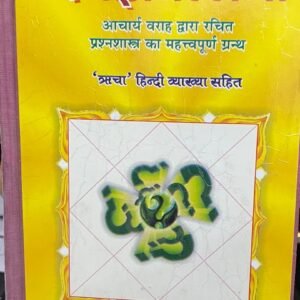 आचार्य वराह द्वारा रचित
प्रश्नशास्त्र का महत्त्वपूर्ण ग्रन्थ
‘ऋचा’ हिन्दी व्याख्या सहित
?